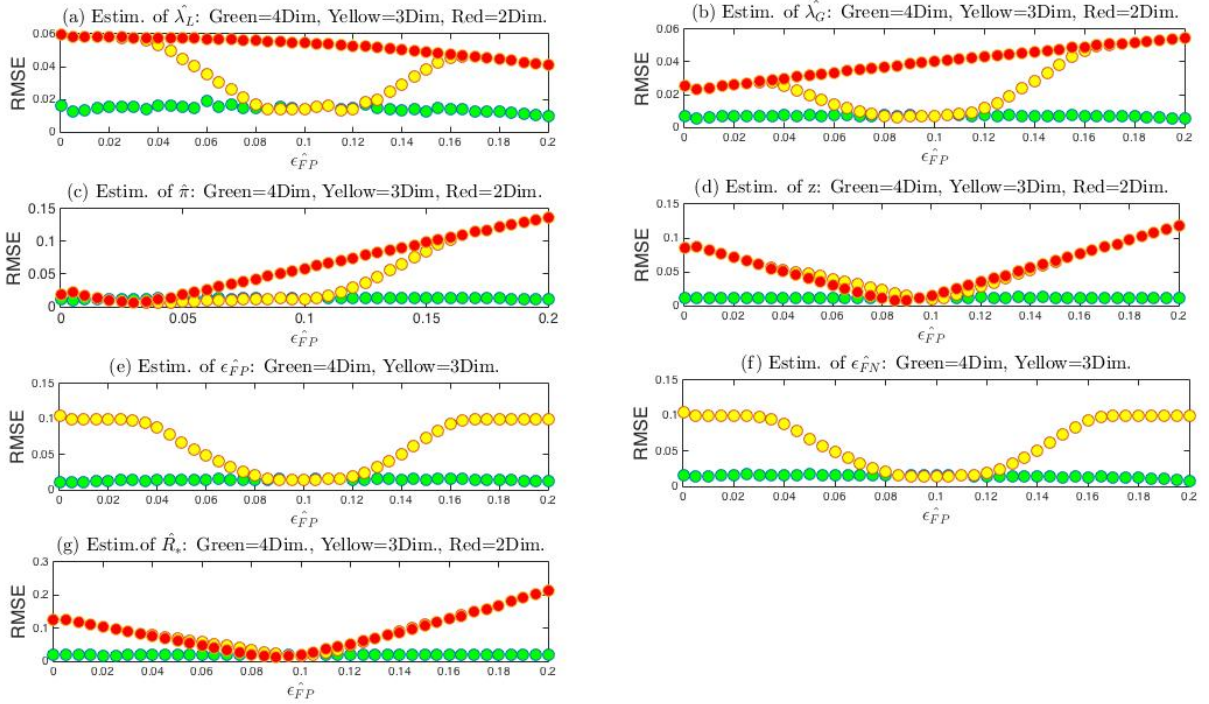 (a) Estim. of λ̂_L: Green=4Dim, Yellow=3Dim, Red=2Dim.
RMSE
0.06
0.04
0.02
0
0 0.02 0.04 0.06 0.08 0.1 0.12 0.14 0.16 0.18 0.2
ϵ̂_FP
(b) Estim. of λ̂_G: Green=4Dim, Yellow=3Dim, Red=2Dim.
RMSE
0.06
0.04
0.02
0
0 0.02 0.04 0.06 0.08 0.1 0.12 0.14 0.16 0.18 0.2
ϵ̂_FP
(c) Estim. of π̂: Green=4Dim, Yellow=3Dim, Red=2Dim.
RMSE
0.15
0.1
0.05
0
0 0.05 0.1 0.15 0.2
ϵ̂_FP
(d) Estim. of z: Green=4Dim, Yellow=3Dim, Red=2Dim.
RMSE
0.15
0.1
0.05
0
0 0.02 0.04 0.06 0.08 0.1 0.12 0.14 0.16 0.18 0.2
ϵ̂_FP
(e) Estim. of ϵ̂_FP: Green=4Dim, Yellow=3Dim.
RMSE
0.15
0.1
0.05
0
0 0.02 0.04 0.06 0.08 0.1 0.12 0.14 0.16 0.18 0.2
ϵ̂_FP
(f) Estim. of ϵ̂_FN: Green=4Dim, Yellow=3Dim.
RMSE
0.15
0.1
0.05
0
0 0.02 0.04 0.06 0.08 0.1 0.12 0.14 0.16 0.18 0.2
ϵ̂_FP
(g) Estim.of R̂_*: Green=4Dim., Yellow=3Dim., Red=2Dim.
RMSE
0.3
0.2
0.1
0
0 0.02 0.04 0.06 0.08 0.1 0.12 0.14 0.16 0.18 0.2
ϵ̂_FP